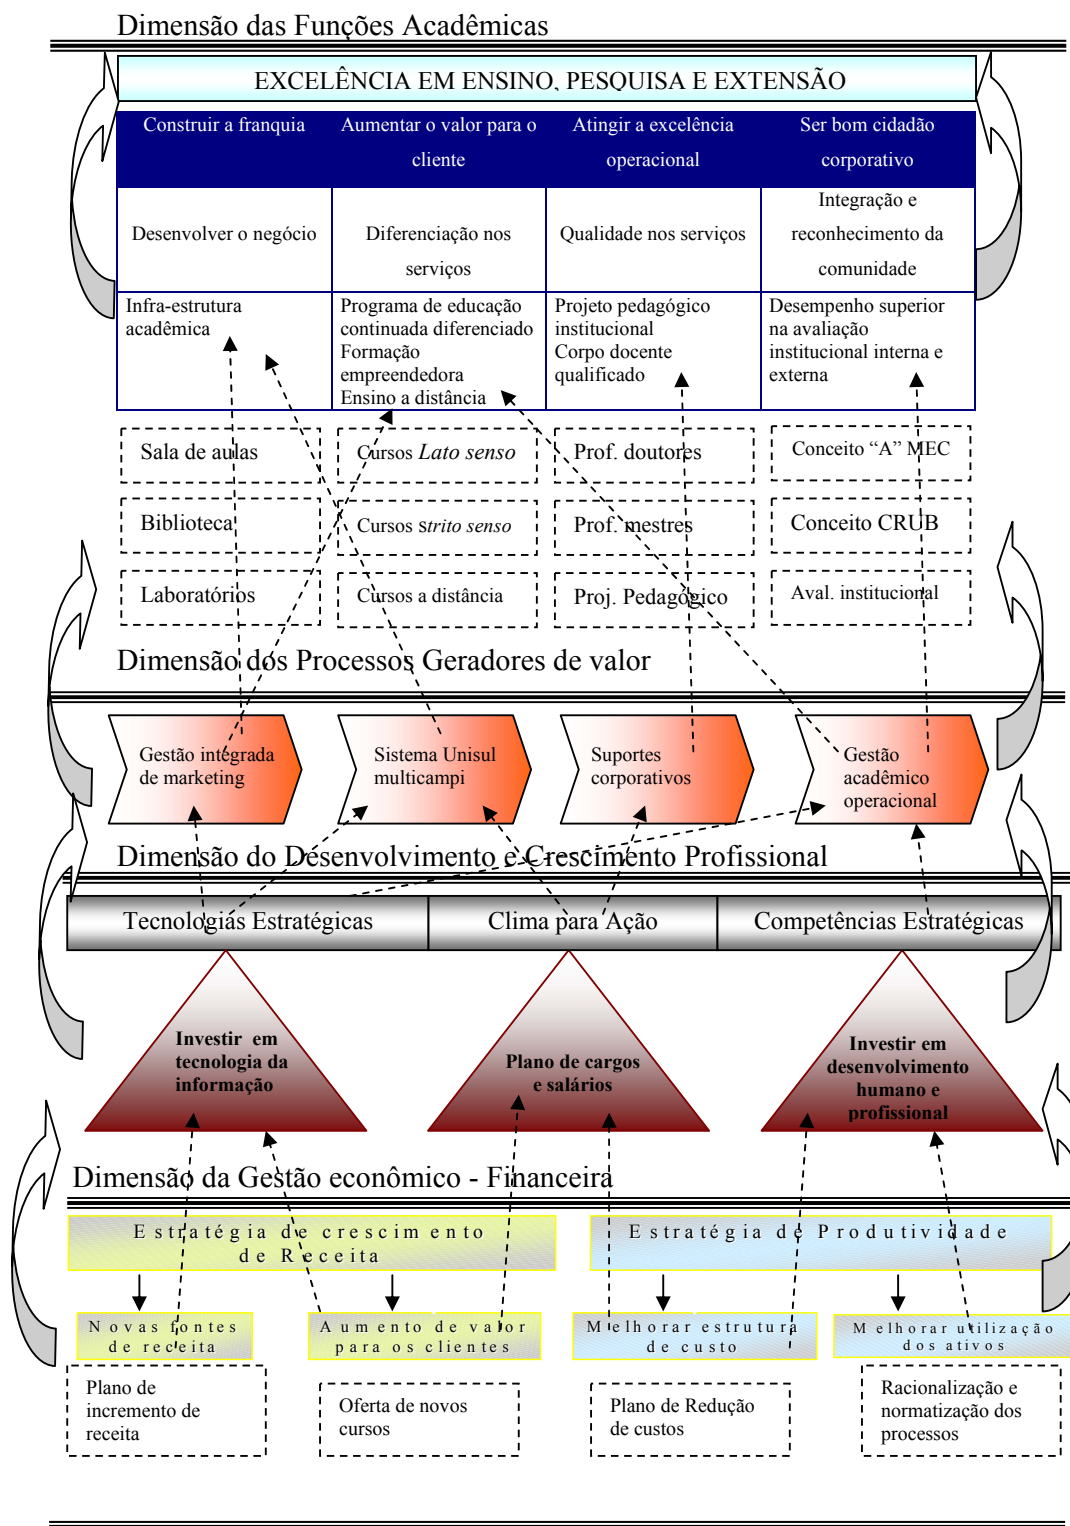 Dimensão das Funções Acadêmicas
EXCELÊNCIA EM ENSINO, PESQUISA E EXTENSÃO
Construir a franquia
Aumentar o valor para o
cliente
Atingir a excelência
operacional
Ser bom cidadão
corporativo
Desenvolver o negócio
Diferenciação nos
serviços
Qualidade nos serviços
Integração e
reconhecimento da
comunidade
Infra-estrutura
acadêmica
Programa de educação
continuada diferenciado
Formação
empreendedora
Ensino a distância
Projeto pedagógico
institucional
Corpo docente
qualificado
Desempenho superior
na avaliação
institucional interna e
externa
Sala de aulas
Cursos Lato senso
Prof. doutores
Conceito “A” MEC
Biblioteca
Cursos strito senso
Prof. mestres
Conceito CRUB
Laboratórios
Cursos a distância
Proj. Pedagógico
Aval. institucional
Dimensão dos Processos Geradores de valor
Gestão integrada
de marketing
Sistema Unisul
multicampi
Suportes
corporativos
Gestão
acadêmico
operacional
Dimensão do Desenvolvimento e Crescimento Profissional
Tecnologias Estratégicas
Clima para Ação
Competências Estratégicas
Investir em
tecnologia da
informação
Plano de cargos
e salários
Investir em
desenvolvimento
humano e
profissional
Dimensão da Gestão econômico - Financeira
Estratégia de crescimento
de Receita
Estratégia de Produtividade
Novas fontes
de receita
Aumento de valor
para os clientes
Melhorar estrutura
de custo
Melhorar utilização
dos ativos
Plano de
incremento de
receita
Oferta de novos
cursos
Plano de Redução
de custos
Racionalização e
normatização dos
processos